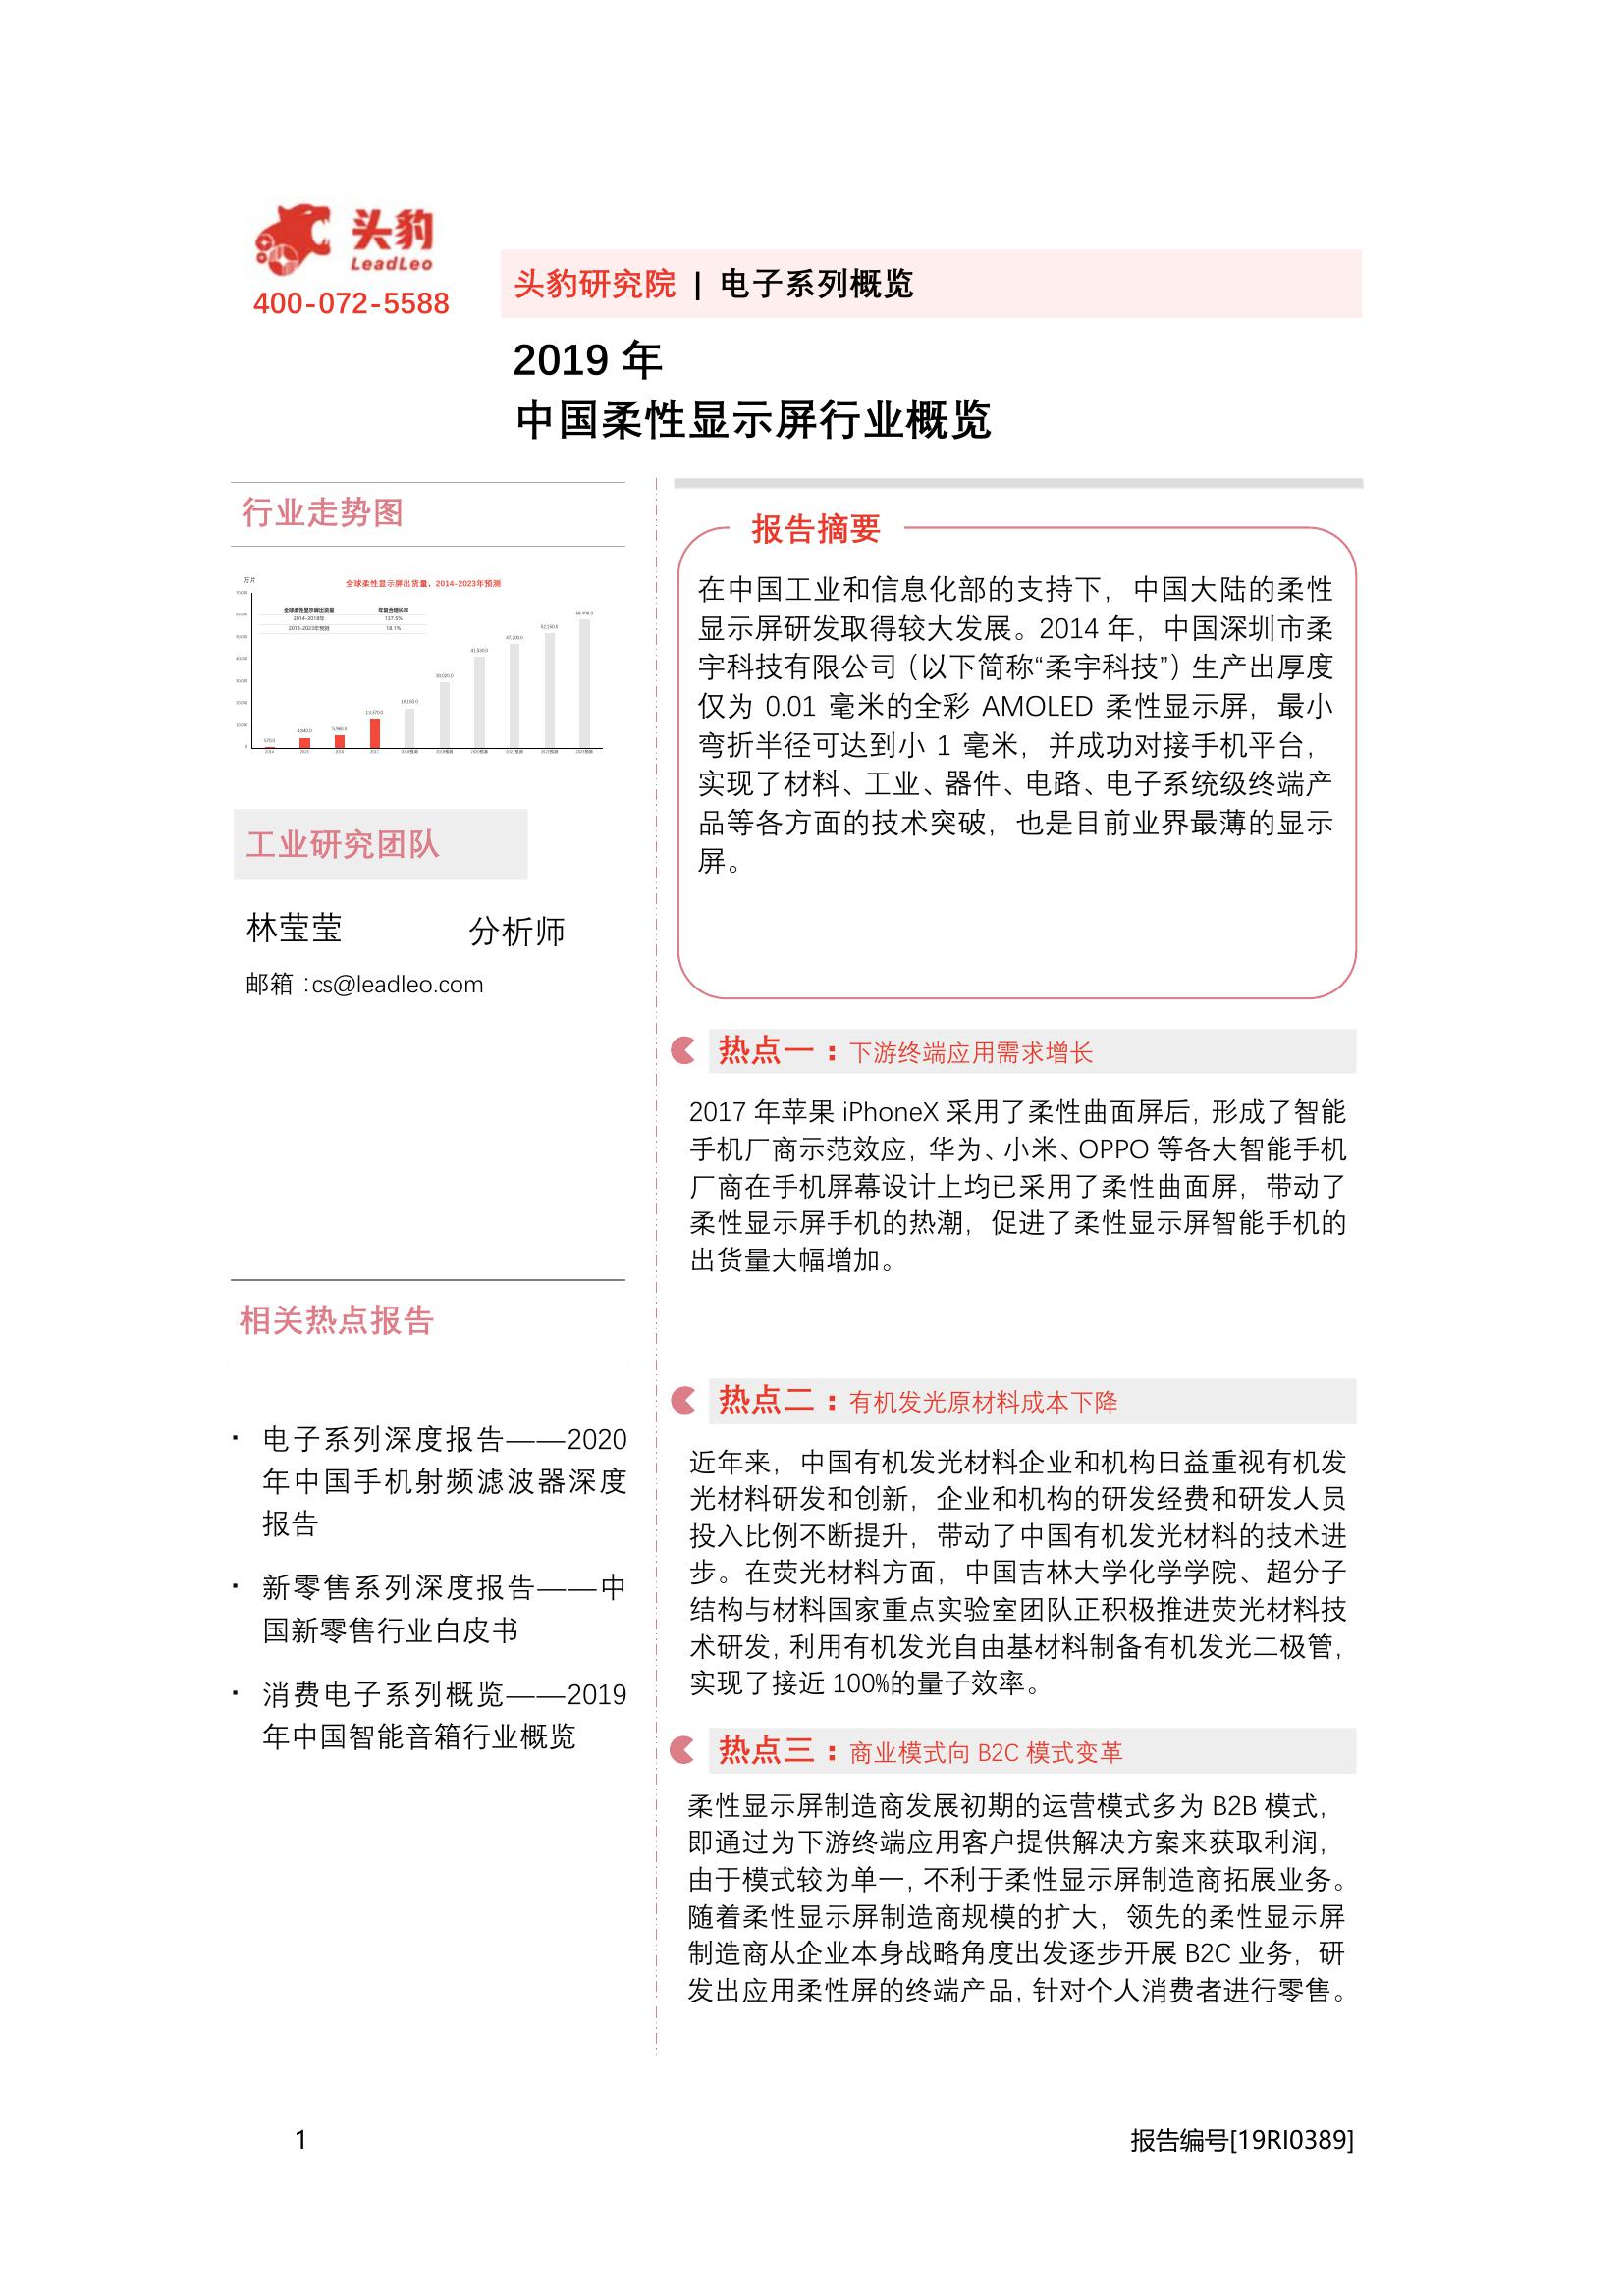 头豹
LeadLeo
400-072-5588
头豹研究院 | 电子系列概览
2019 年
中国柔性显示屏行业概览
行业走势图
万片
全球柔性显示屏出货量，2014-2023年预测
全球柔性显示屏出货量 年复合增长率
2014-2018年 137.5%
2018-2023年预测
工业研究团队
林莹莹 分析师
邮箱 :cs@leadleo.com
相关热点报告
· 电子系列深度报告——2020
年中国手机射频滤波器深度
报告
· 新零售系列深度报告——中
国新零售行业白皮书
· 消费电子系列概览——2019
年中国智能音箱行业概览
报告摘要
在中国工业和信息化部的支持下，中国大陆的柔性
显示屏研发取得较大发展。2014 年，中国深圳市柔
宇科技有限公司（以下简称“柔宇科技”）生产出厚度
仅为 0.01 毫米的全彩 AMOLED 柔性显示屏，最小
弯折半径可达到小 1 毫米，并成功对接手机平台，
实现了材料、工业、器件、电路、电子系统级终端产
品等各方面的技术突破，也是目前业界最薄的显示
屏。
热点一：下游终端应用需求增长
2017 年苹果 iPhoneX 采用了柔性曲面屏后，形成了智能
手机厂商示范效应，华为、小米、OPPO 等各大智能手机
厂商在手机屏幕设计上均已采用了柔性曲面屏，带动了
柔性显示屏手机的热潮，促进了柔性显示屏智能手机的
出货量大幅增加。
热点二：有机发光原材料成本下降
近年来，中国有机发光材料企业和机构日益重视有机发
光材料研发和创新，企业和机构的研发经费和研发人员
投入比例不断提升，带动了中国有机发光材料的技术进
步。在荧光材料方面，中国吉林大学化学学院、超分子
结构与材料国家重点实验室团队正积极推进荧光材料技
术研发，利用有机发光自由基材料制备有机发光二极管，
实现了接近 100%的量子效率。
热点三：商业模式向 B2C 模式变革
柔性显示屏制造商发展初期的运营模式多为 B2B 模式，
即通过为下游终端应用客户提供解决方案来获取利润，
由于模式较为单一，不利于柔性显示屏制造商拓展业务。
随着柔性显示屏制造商规模的扩大，领先的柔性显示屏
制造商从企业本身战略角度出发逐步开展 B2C 业务，研
发出应用柔性屏的终端产品，针对个人消费者进行零售。
1 报告编号[19RI0389]